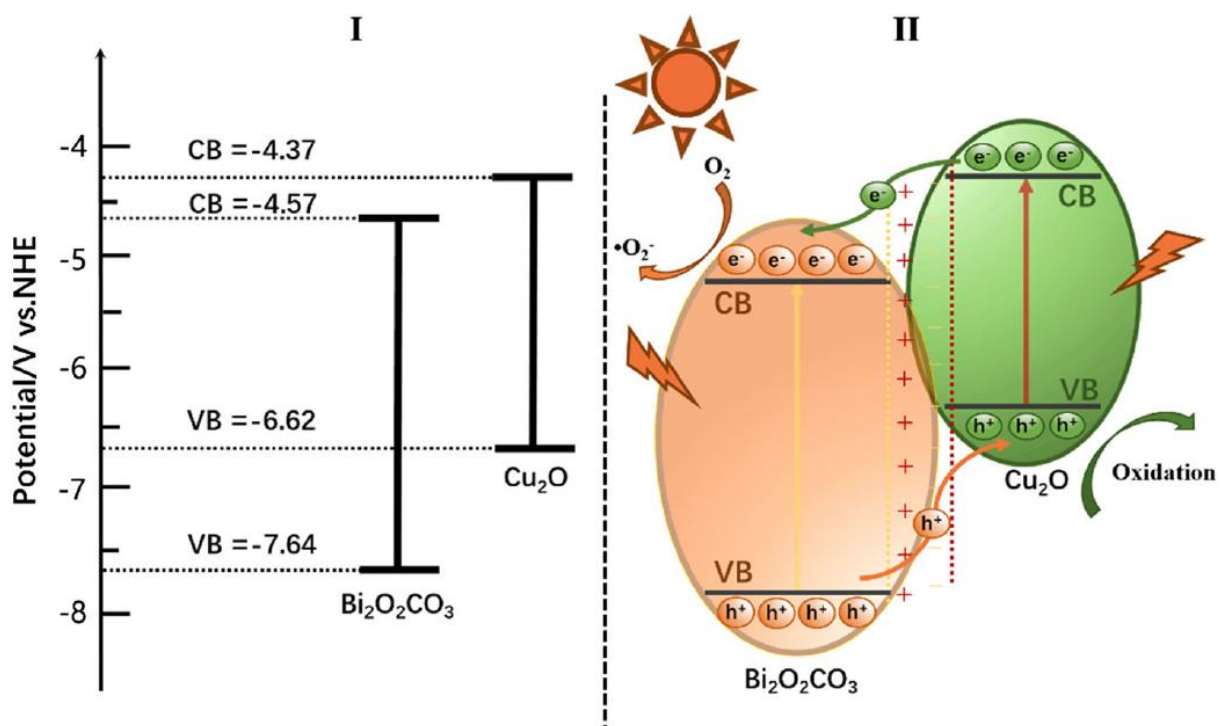 I
Potential/V vs.NHE
-4
-5
-6
-7
-8
CB =-4.37
CB =-4.57
VB =-6.62
VB =-7.64
Cu₂O
Bi₂O₂CO₃
II
O₂
•O₂⁻
e⁻ e⁻ e⁻
CB
e⁻
e⁻ e⁻ e⁻ e⁻
CB
VB
h⁺ h⁺ h⁺
Cu₂O
Oxidation
h⁺
VB
h⁺ h⁺ h⁺ h⁺
Bi₂O₂CO₃
+
+
+
+
+
+
+
+
+
+
+